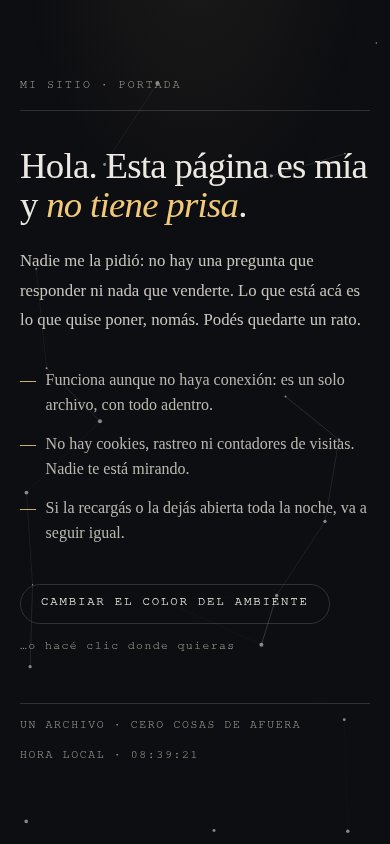 MI SITIO · PORTADA
Hola. Esta página es mía
y no tiene prisa.
Nadie me la pidió: no hay una pregunta que
responder ni nada que venderte. Lo que está acá es
lo que quise poner, nomás. Podés quedarte un rato.
— Funciona aunque no haya conexión: es un solo
archivo, con todo adentro.
— No hay cookies, rastreo ni contadores de visitas.
Nadie te está mirando.
— Si la recargás o la dejás abierta toda la noche, va a
seguir igual.
CAMBIAR EL COLOR DEL AMBIENTE
…o hacé clic donde quieras
UN ARCHIVO · CERO COSAS DE AFUERA
HORA LOCAL · 08:39:21